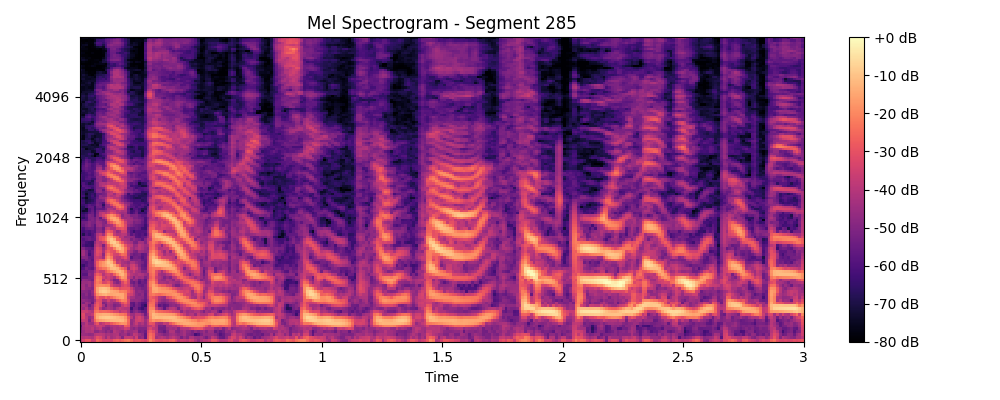 Mel Spectrogram - Segment 285
Frequency
4096
2048
1024
512
0
0
0.5
1
1.5
2
2.5
3
Time
+0 dB
-10 dB
-20 dB
-30 dB
-40 dB
-50 dB
-60 dB
-70 dB
-80 dB